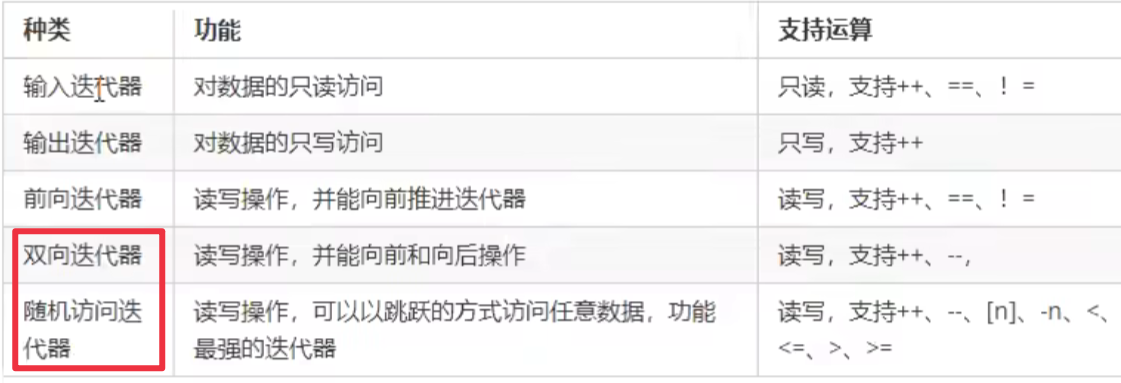 种类 功能 支持运算
输入迭代器 对数据的只读访问 只读，支持++、==、！=
输出迭代器 对数据的只写访问 只写，支持++
前向迭代器 读写操作，并能向前推进迭代器 读写，支持++、==、！=
双向迭代器 读写操作，并能向前和向后操作 读写，支持++、--，
随机访问迭 读写操作，可以以跳跃的方式访问任意数据，功能 读写，支持++、--、[n]、-n、<、
代器 最强的迭代器 <=、>、>=